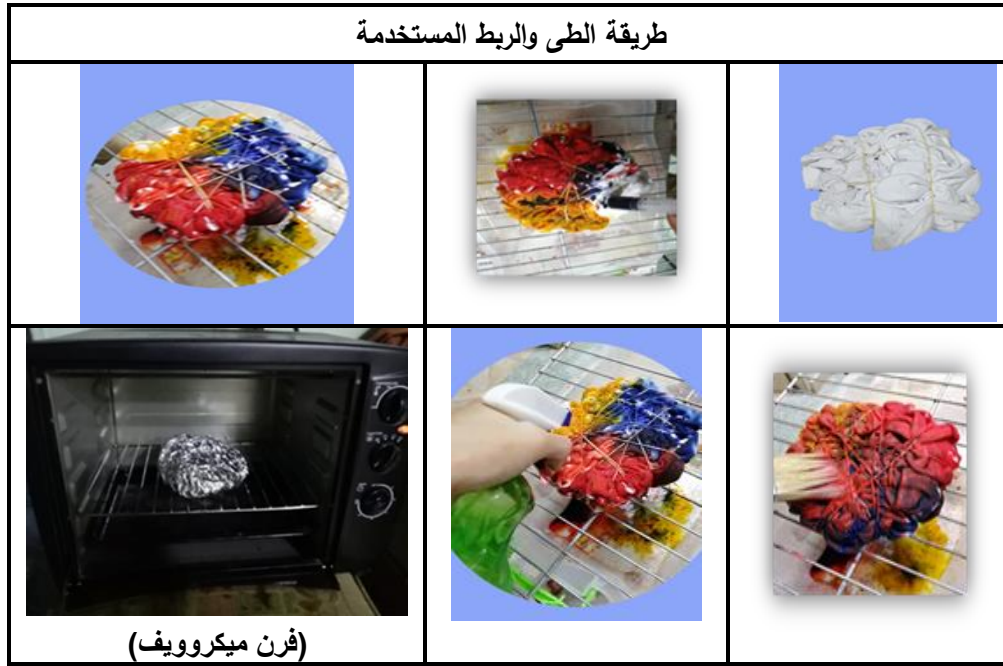 طريقة الطى والربط المستخدمة
(فرن ميكروويف)